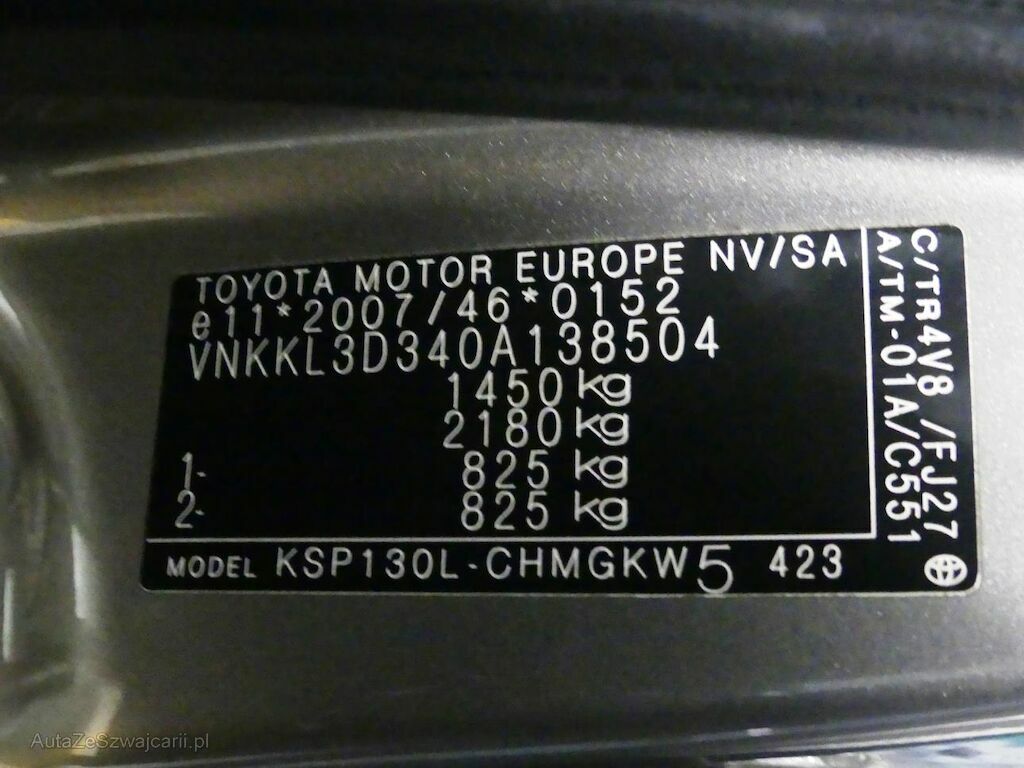 TOYOTA MOTOR EUROPE NV/SA
e11*2007/46*0152
VNKKL3D340A138504
1450 kg
2180 kg
1- 825 kg
2- 825 kg
C/TR4V8 /FJ27
A/TM-01A/C551
MODEL KSP130L-CHMGKW5 423
AutaZeSzwajcarii.pl